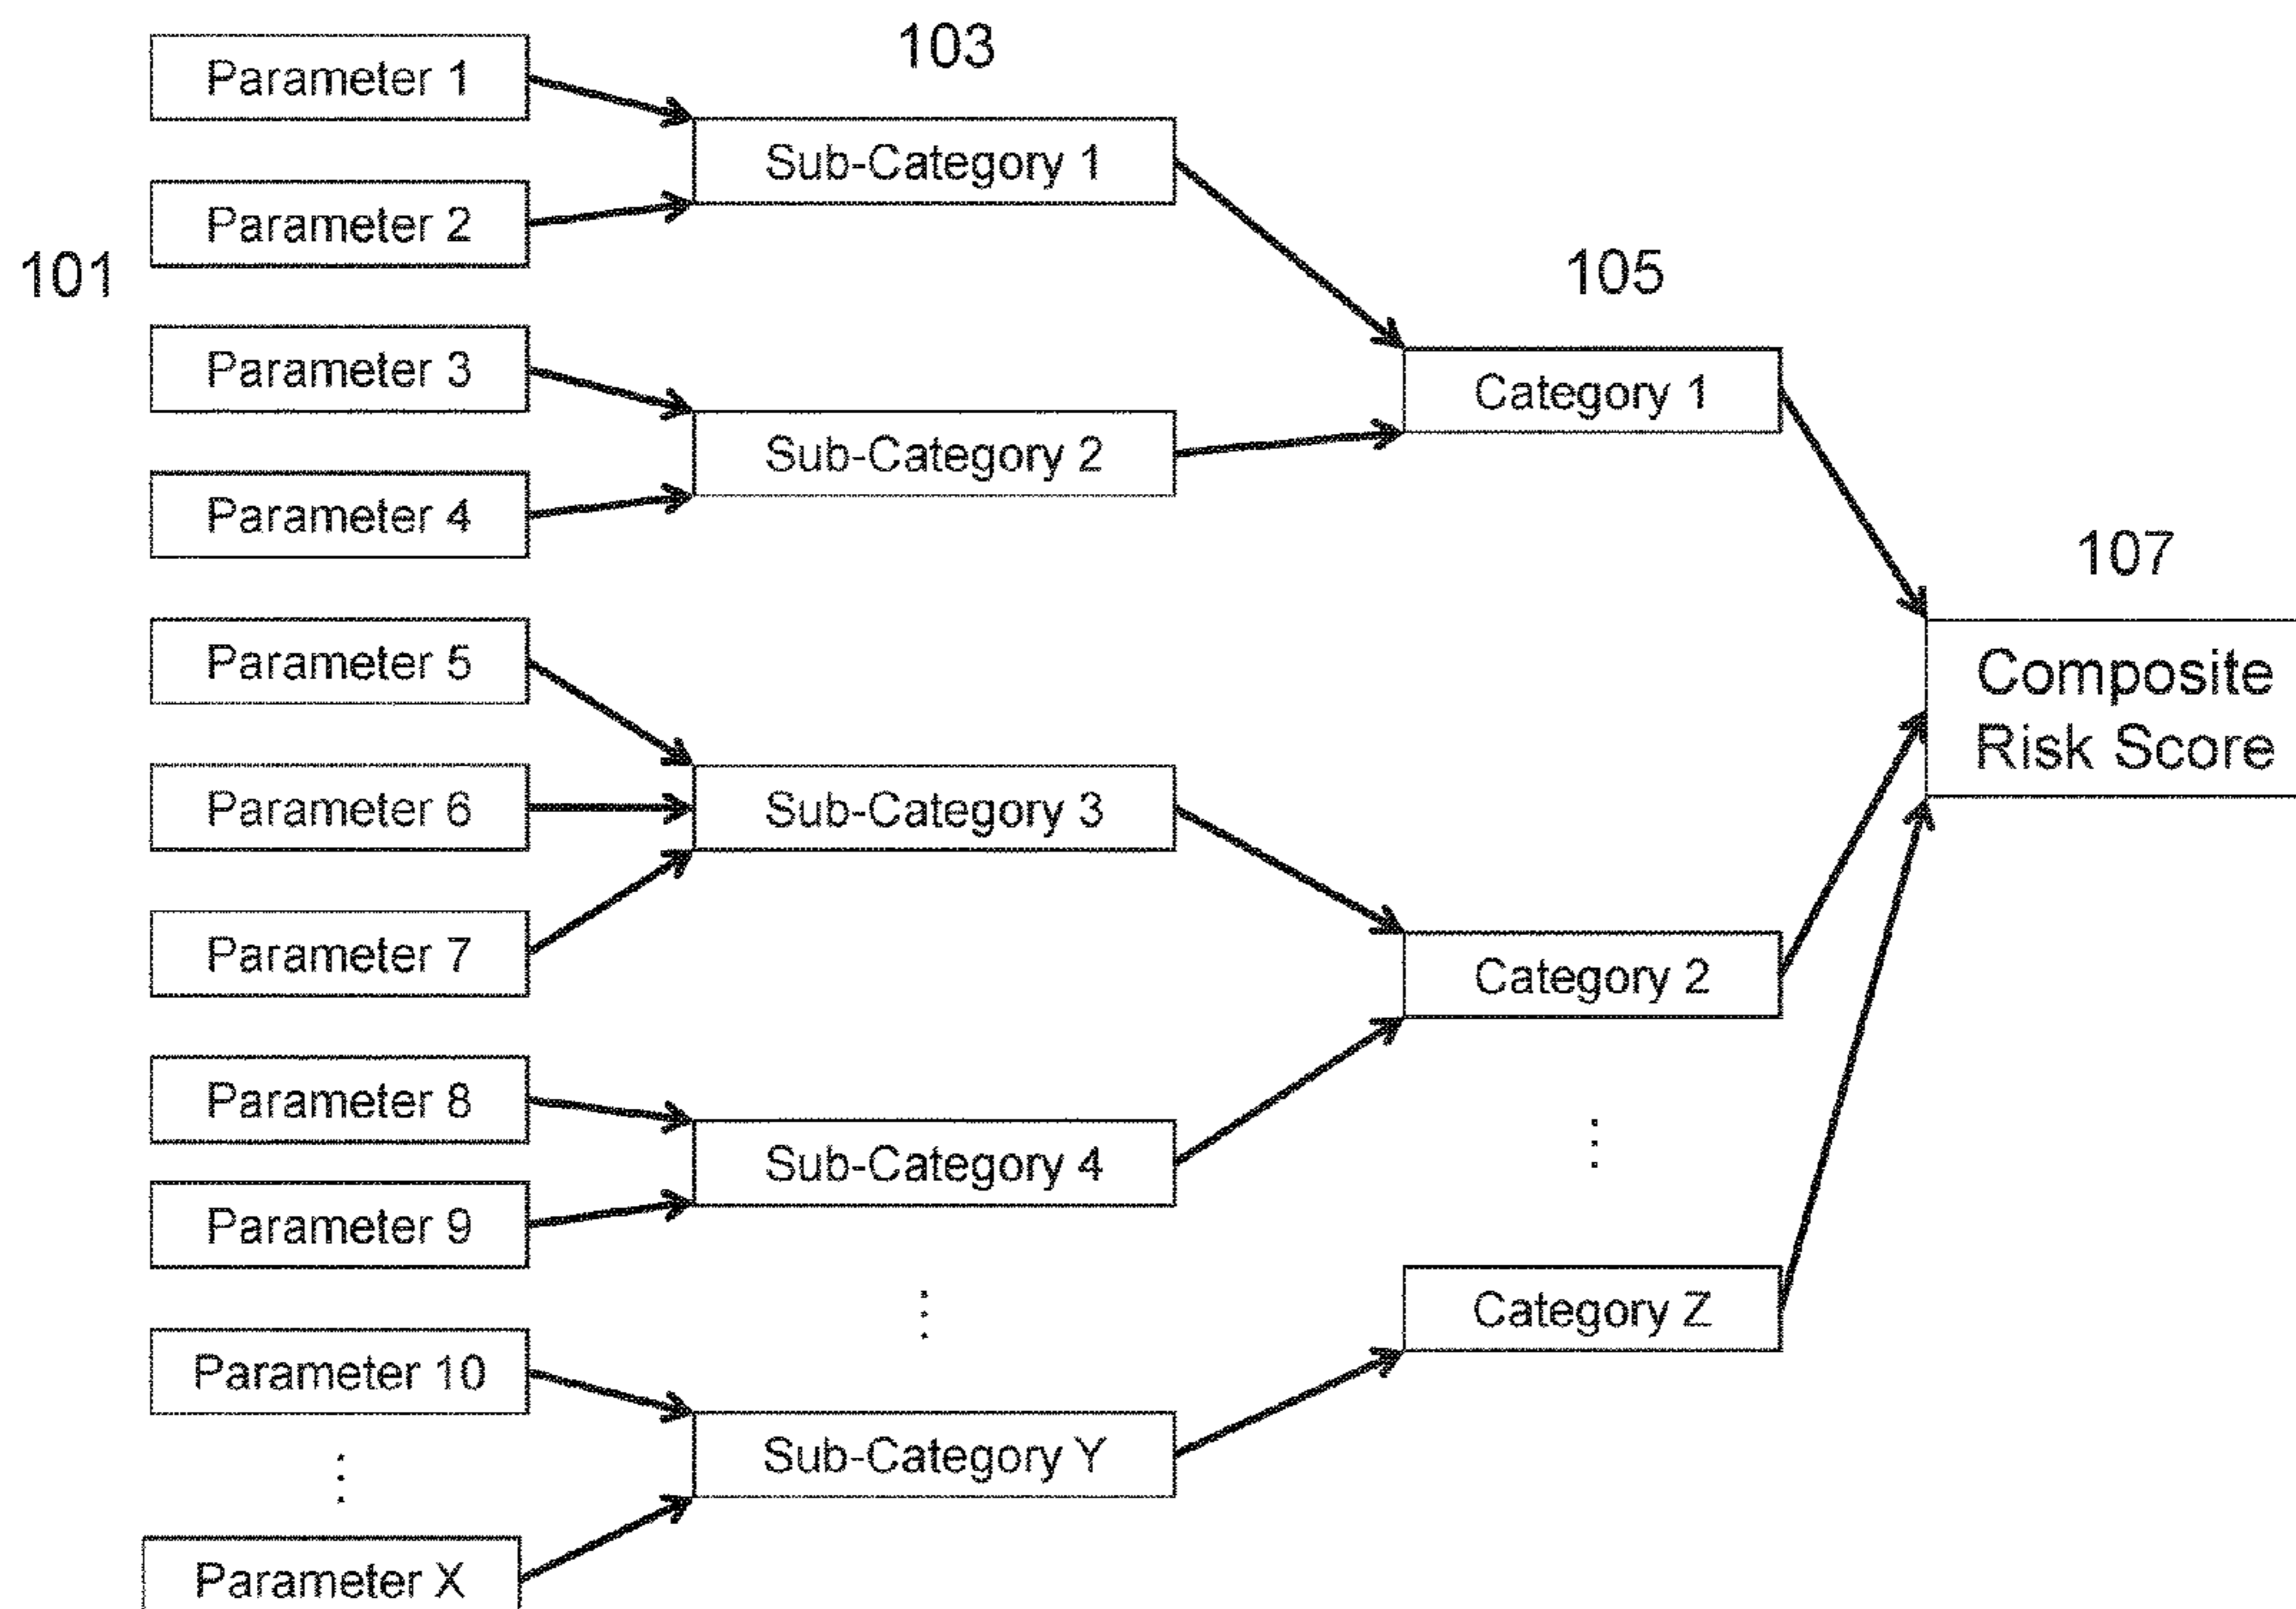 103
Parameter 1
Sub-Category 1
Parameter 2
101
105
Parameter 3
Category 1
Sub-Category 2
Parameter 4
107
Parameter 5
Composite
Risk Score
Parameter 6
Sub-Category 3
Parameter 7
Category 2
Parameter 8
⋮
Sub-Category 4
Parameter 9
⋮
Category Z
Parameter 10
Sub-Category Y
⋮
Parameter X